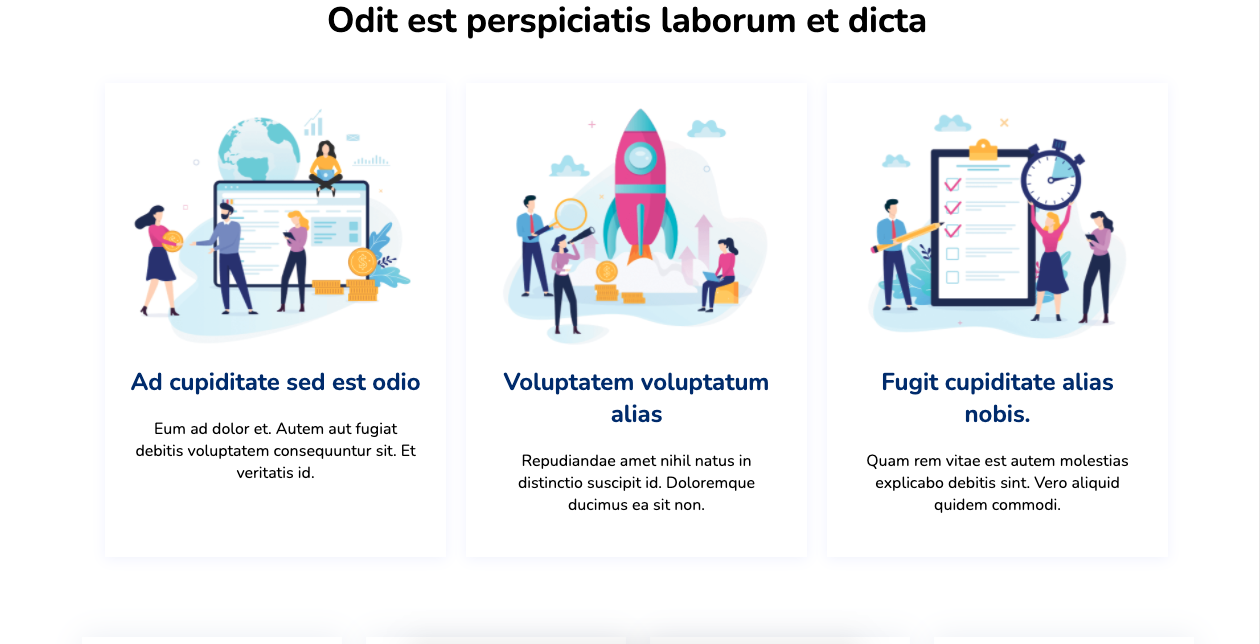 Odit est perspiciatis laborum et dicta
Ad cupiditate sed est odio
Eum ad dolor et. Autem aut fugiat
debitis voluptatem consequuntur sit. Et
veritatis id.
Voluptatem voluptatum
alias
Repudiandae amet nihil natus in
distinctio suscipit id. Doloremque
ducimus ea sit non.
Fugit cupiditate alias
nobis.
Quam rem vitae est autem molestias
explicabo debitis sint. Vero aliquid
quidem commodi.